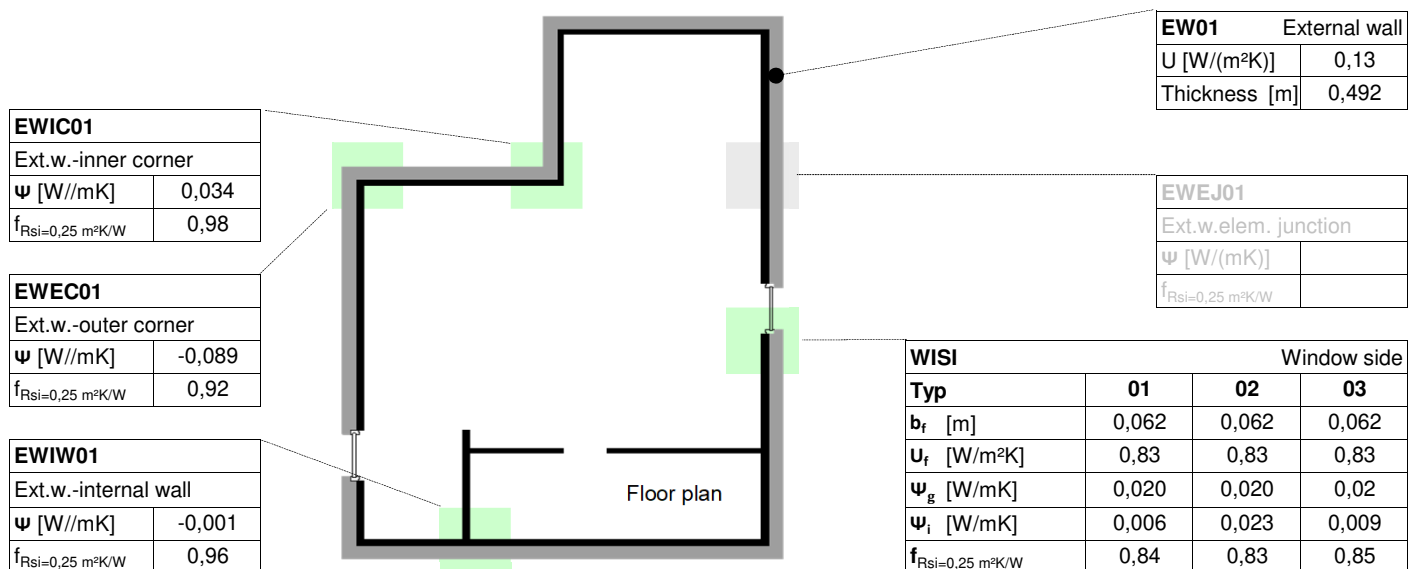 EW01 External wall
U [W/(m²K)] 0,13
Thickness [m] 0,492
EWIC01
Ext.w.-inner corner
Ψ [W//mK] 0,034
fRsi=0,25 m²K/W 0,98
EWEJ01
Ext.w.elem. junction
Ψ [W/(mK)]
fRsi=0,25 m²K/W
EWEC01
Ext.w.-outer corner
Ψ [W//mK] -0,089
fRsi=0,25 m²K/W 0,92
WISI Window side
Typ 01 02 03
bf [m] 0,062 0,062 0,062
Uf [W/m²K] 0,83 0,83 0,83
Ψg [W/mK] 0,020 0,020 0,02
Ψi [W/mK] 0,006 0,023 0,009
fRsi=0,25 m²K/W 0,84 0,83 0,85
EWIW01
Ext.w.-internal wall
Ψ [W//mK] -0,001
fRsi=0,25 m²K/W 0,96
Floor plan